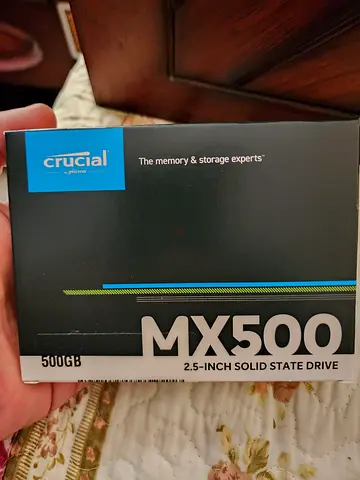 crucial
by Micron
The memory & storage experts™
MX500
500GB
2.5-INCH SOLID STATE DRIVE